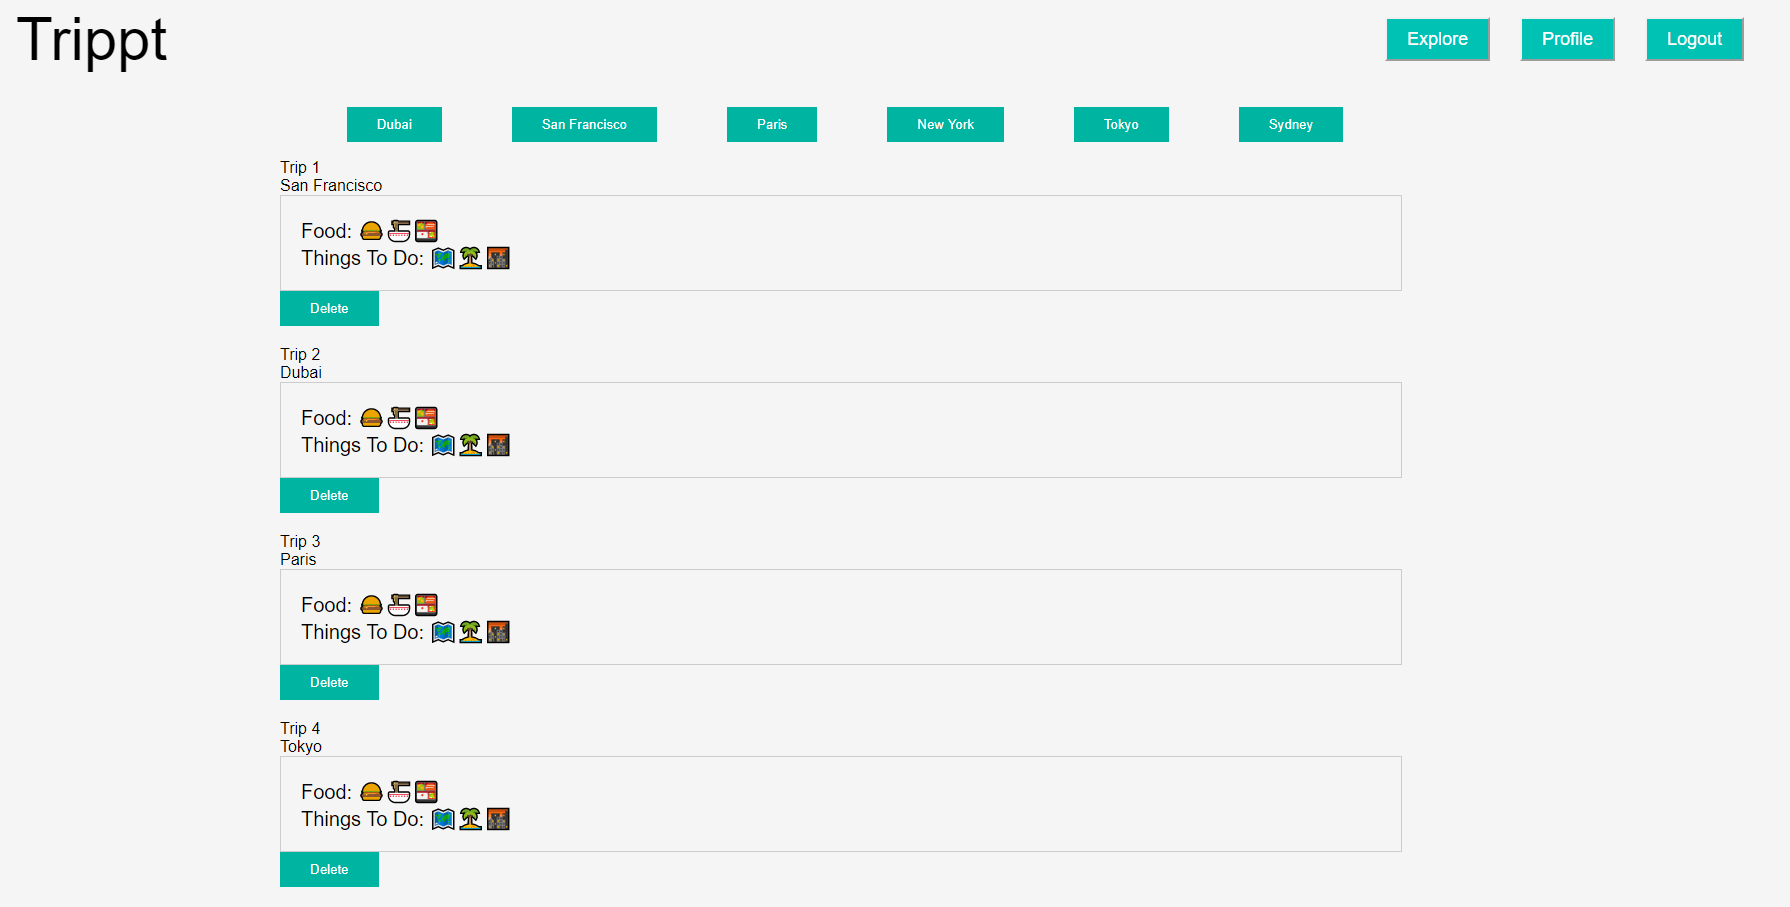 Trippt
Explore Profile Logout
Dubai San Francisco Paris New York Tokyo Sydney
Trip 1
San Francisco
Food:
Things To Do:
Delete
Trip 2
Dubai
Food:
Things To Do:
Delete
Trip 3
Paris
Food:
Things To Do:
Delete
Trip 4
Tokyo
Food:
Things To Do:
Delete